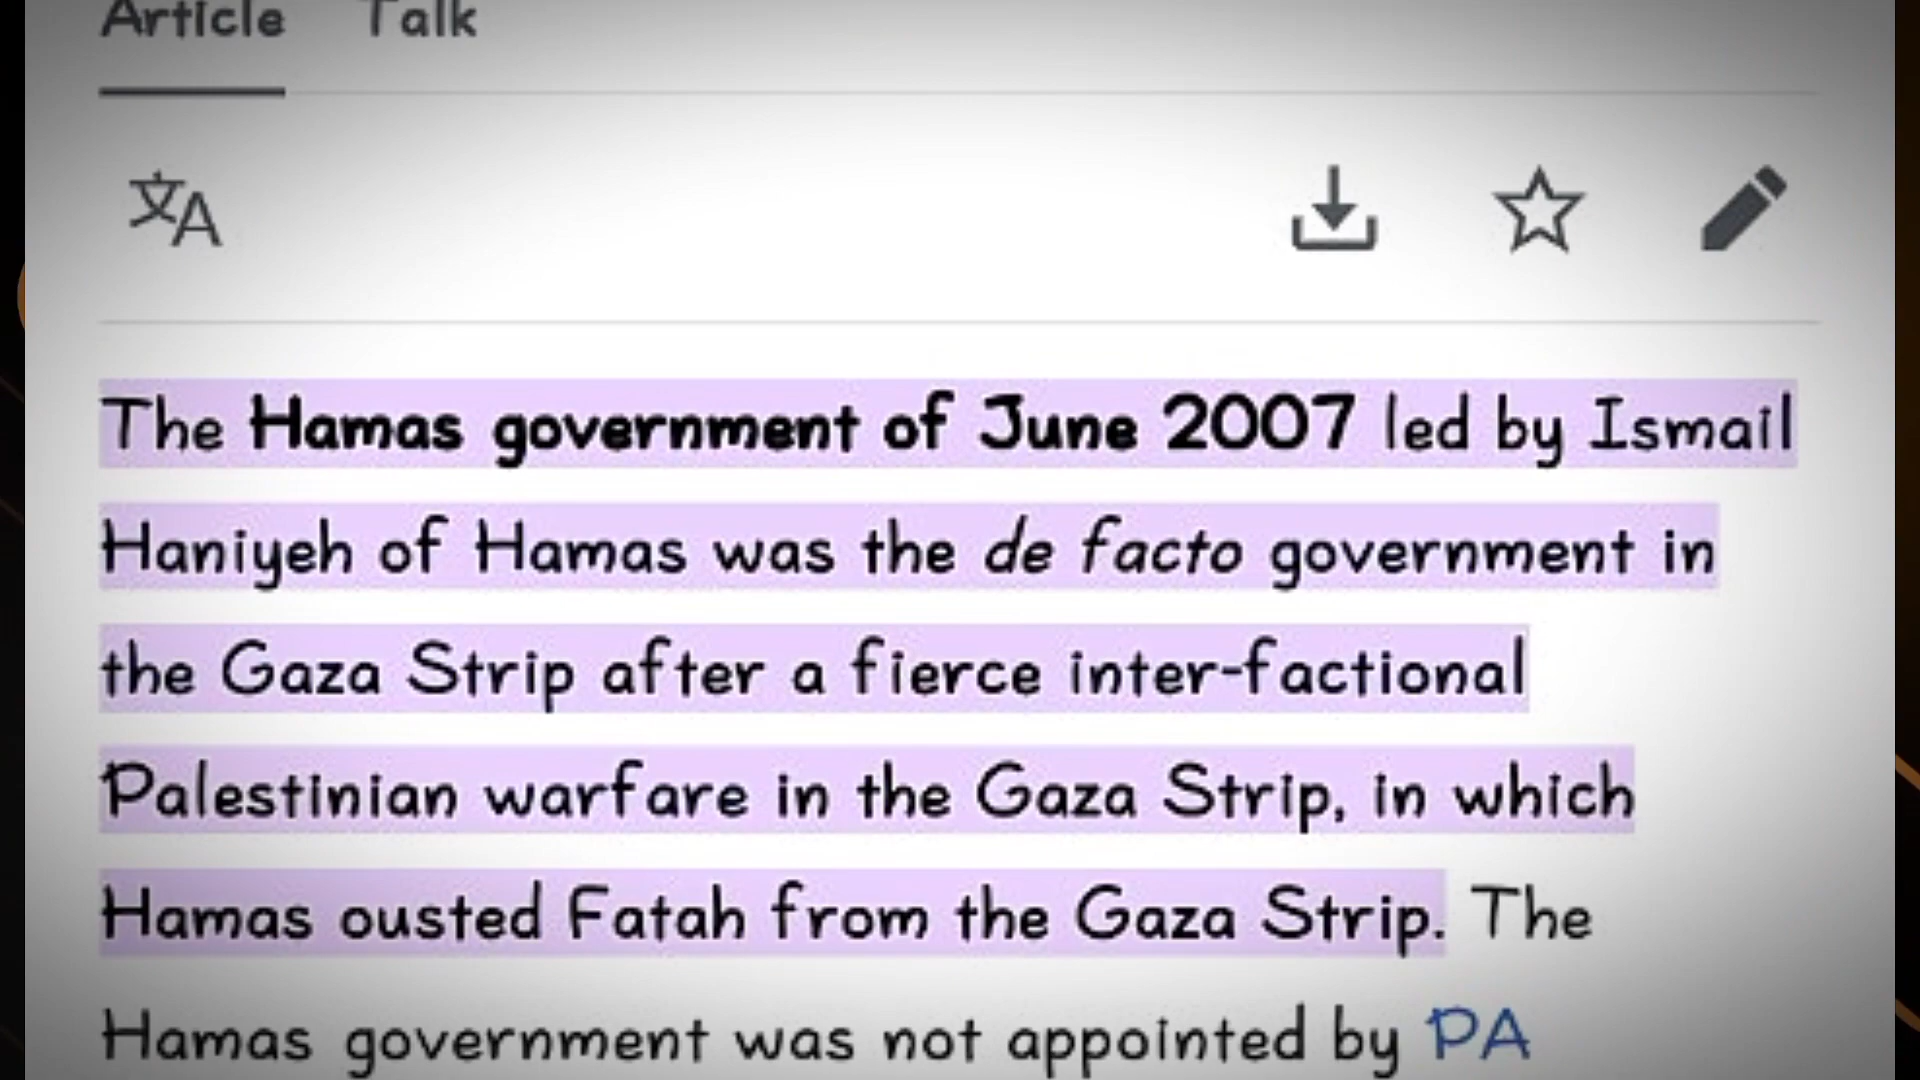 Article Talk
The Hamas government of June 2007 led by Ismail
Haniyeh of Hamas was the de facto government in
the Gaza Strip after a fierce inter-factional
Palestinian warfare in the Gaza Strip, in which
Hamas ousted Fatah from the Gaza Strip. The
Hamas government was not appointed by PA